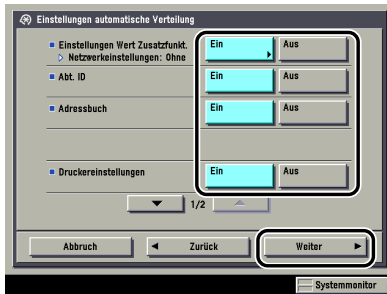 Einstellungen automatische Verteilung
Einstellungen Wert Zusatzfunkt. Ein Aus
Netzwerkeinstellungen: Ohne
Abt. ID Ein Aus
Adressbuch Ein Aus
Druckereinstellungen Ein Aus
1/2
Abbruch Zurück Weiter
Systemmonitor